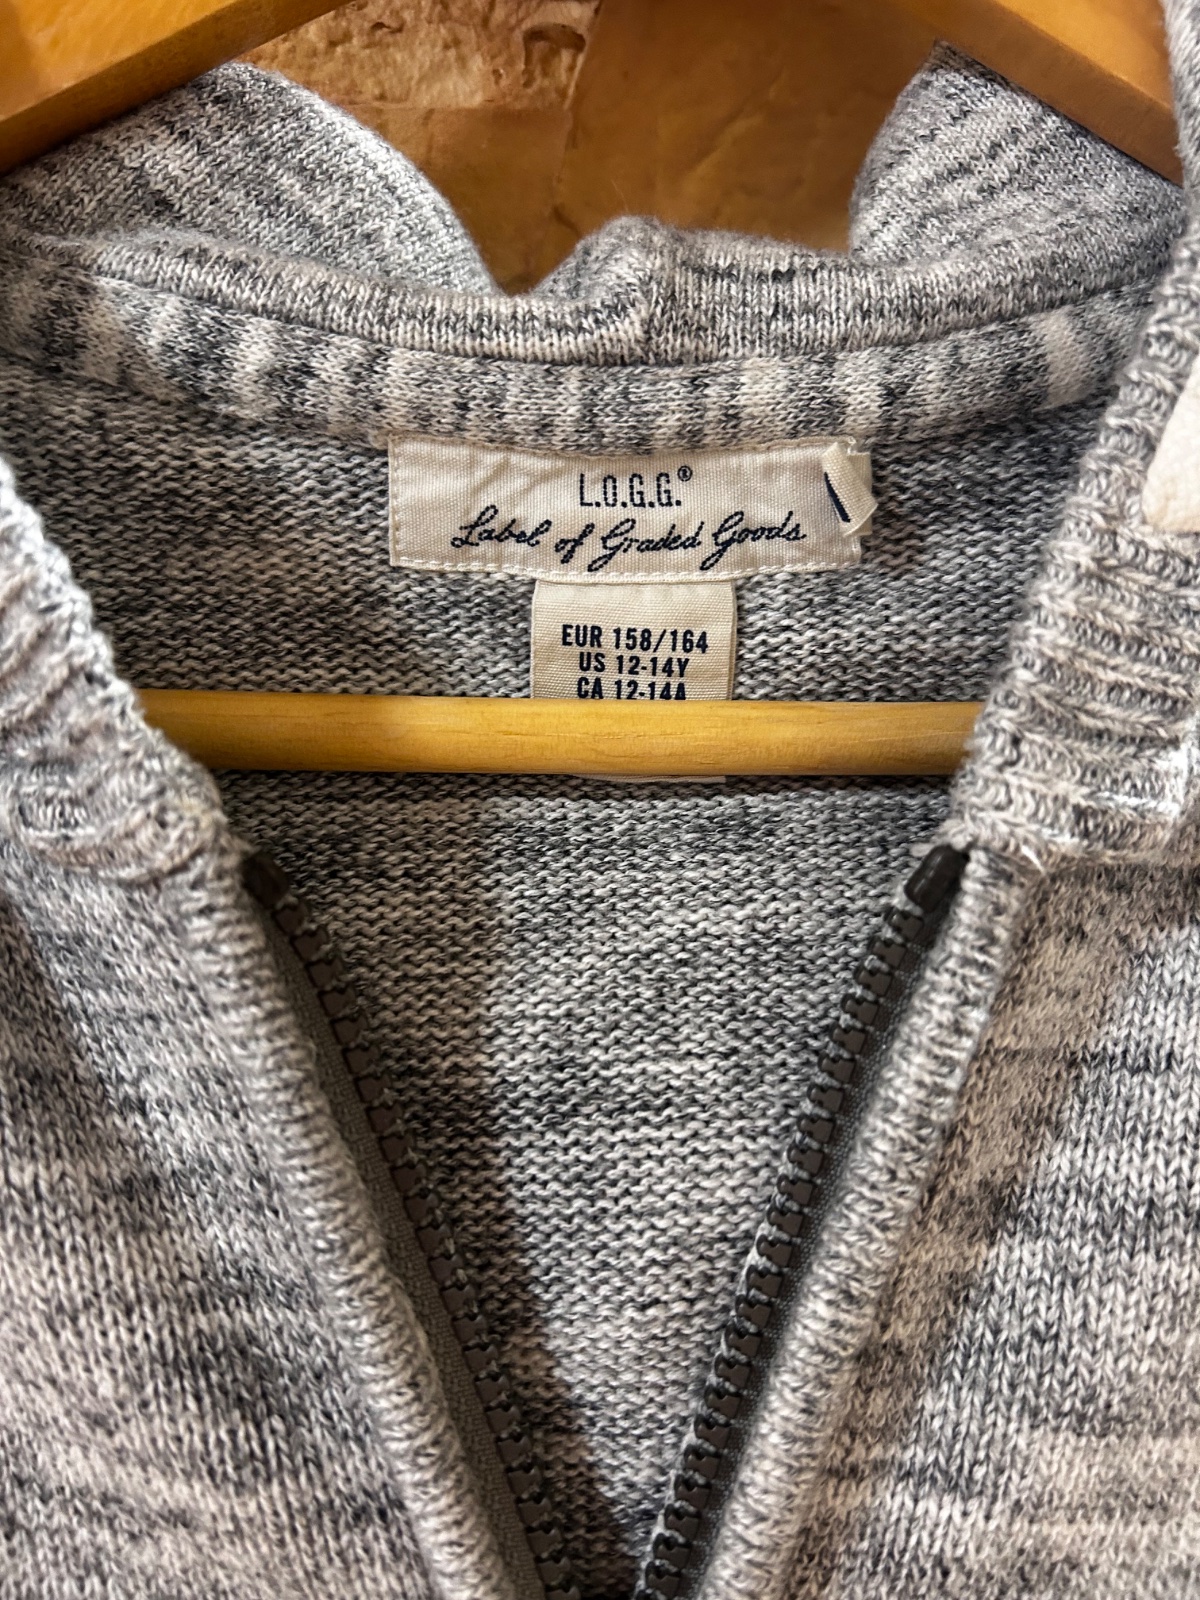 L.O.G.G.®
Label of Graded Goods
EUR 158/164
US 12-14Y
CA 12-14A